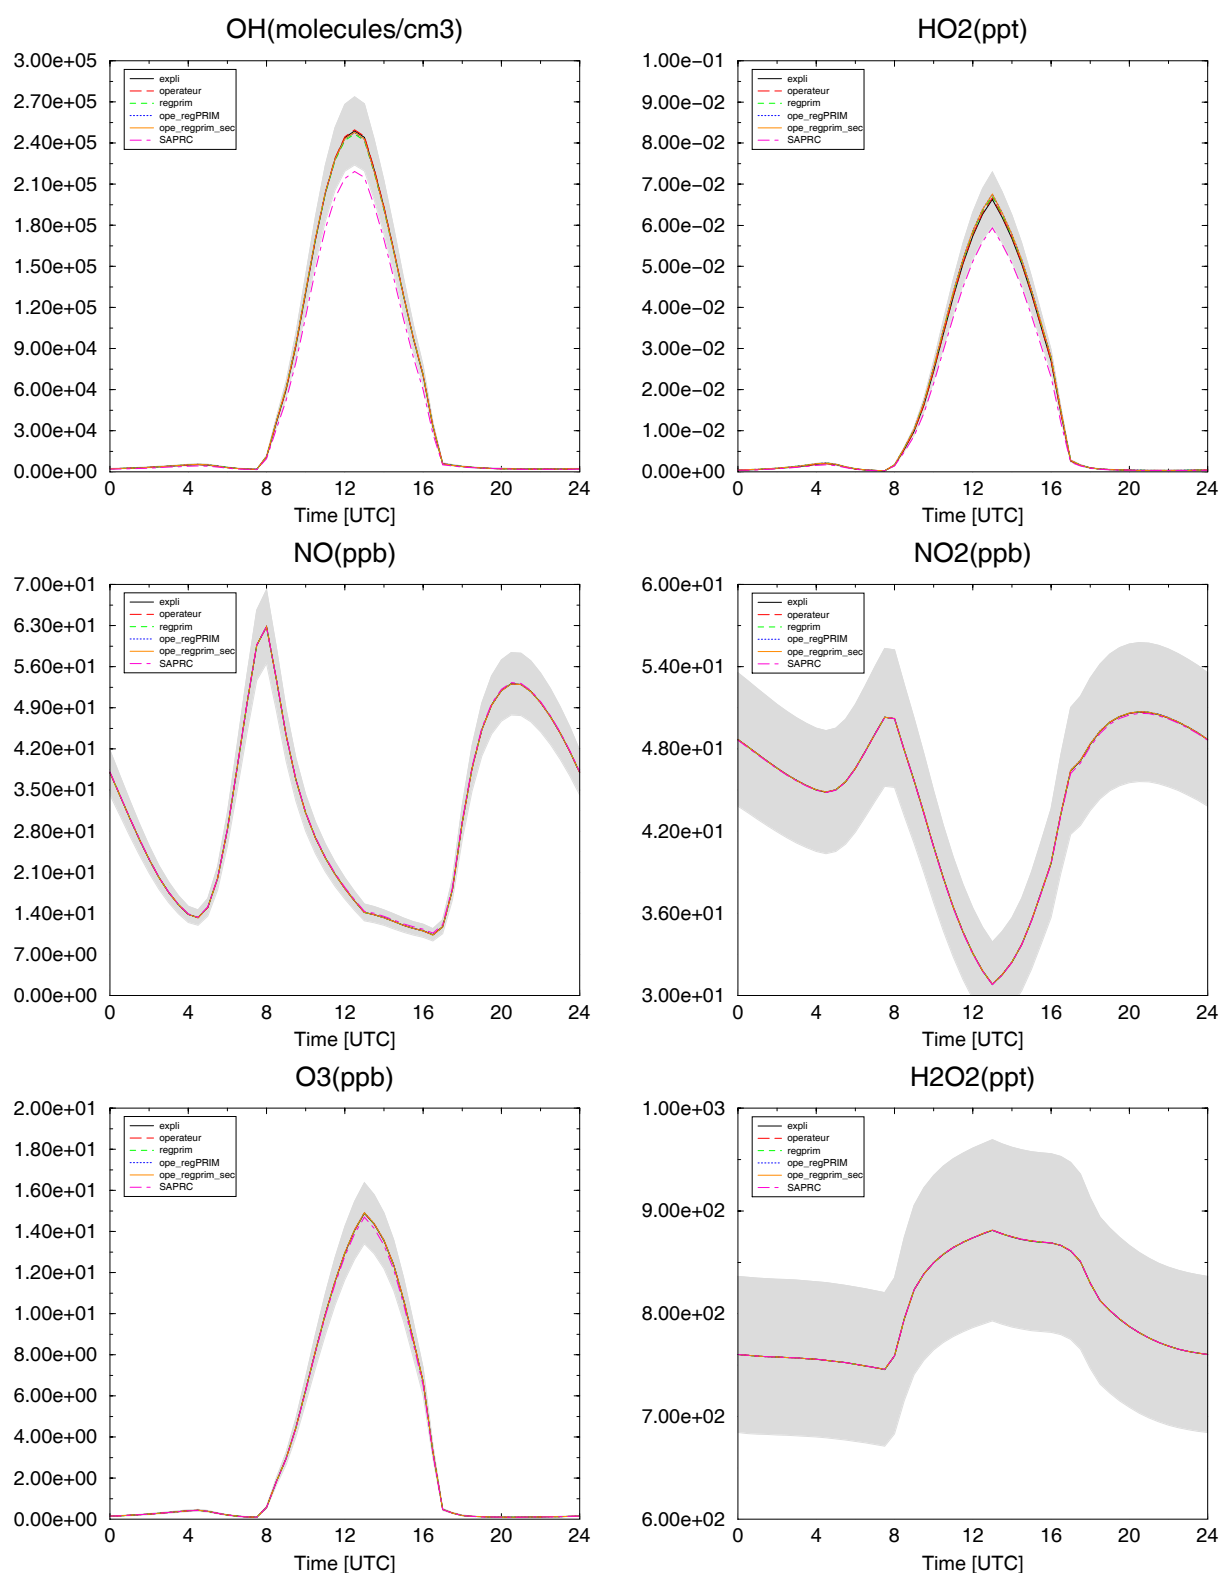 OH(molecules/cm3)
3.00e+05
2.70e+05
2.40e+05
2.10e+05
1.80e+05
1.50e+05
1.20e+05
9.00e+04
6.00e+04
3.00e+04
0.00e+00
expli
operateur
regprim
ope_regPRIM
ope_regprim_sec
SAPRC
0 4 8 12 16 20 24
Time [UTC]
HO2(ppt)
1.00e−01
9.00e−02
8.00e−02
7.00e−02
6.00e−02
5.00e−02
4.00e−02
3.00e−02
2.00e−02
1.00e−02
0.00e+00
expli
operateur
regprim
ope_regPRIM
ope_regprim_sec
SAPRC
0 4 8 12 16 20 24
Time [UTC]
NO(ppb)
7.00e+01
6.30e+01
5.60e+01
4.90e+01
4.20e+01
3.50e+01
2.80e+01
2.10e+01
1.40e+01
7.00e+00
0.00e+00
expli
operateur
regprim
ope_regPRIM
ope_regprim_sec
SAPRC
0 4 8 12 16 20 24
Time [UTC]
NO2(ppb)
6.00e+01
5.40e+01
4.80e+01
4.20e+01
3.60e+01
3.00e+01
expli
operateur
regprim
ope_regPRIM
ope_regprim_sec
SAPRC
0 4 8 12 16 20 24
Time [UTC]
O3(ppb)
2.00e+01
1.80e+01
1.60e+01
1.40e+01
1.20e+01
1.00e+01
8.00e+00
6.00e+00
4.00e+00
2.00e+00
0.00e+00
expli
operateur
regprim
ope_regPRIM
ope_regprim_sec
SAPRC
0 4 8 12 16 20 24
Time [UTC]
H2O2(ppt)
1.00e+03
9.00e+02
8.00e+02
7.00e+02
6.00e+02
expli
operateur
regprim
ope_regPRIM
ope_regprim_sec
SAPRC
0 4 8 12 16 20 24
Time [UTC]